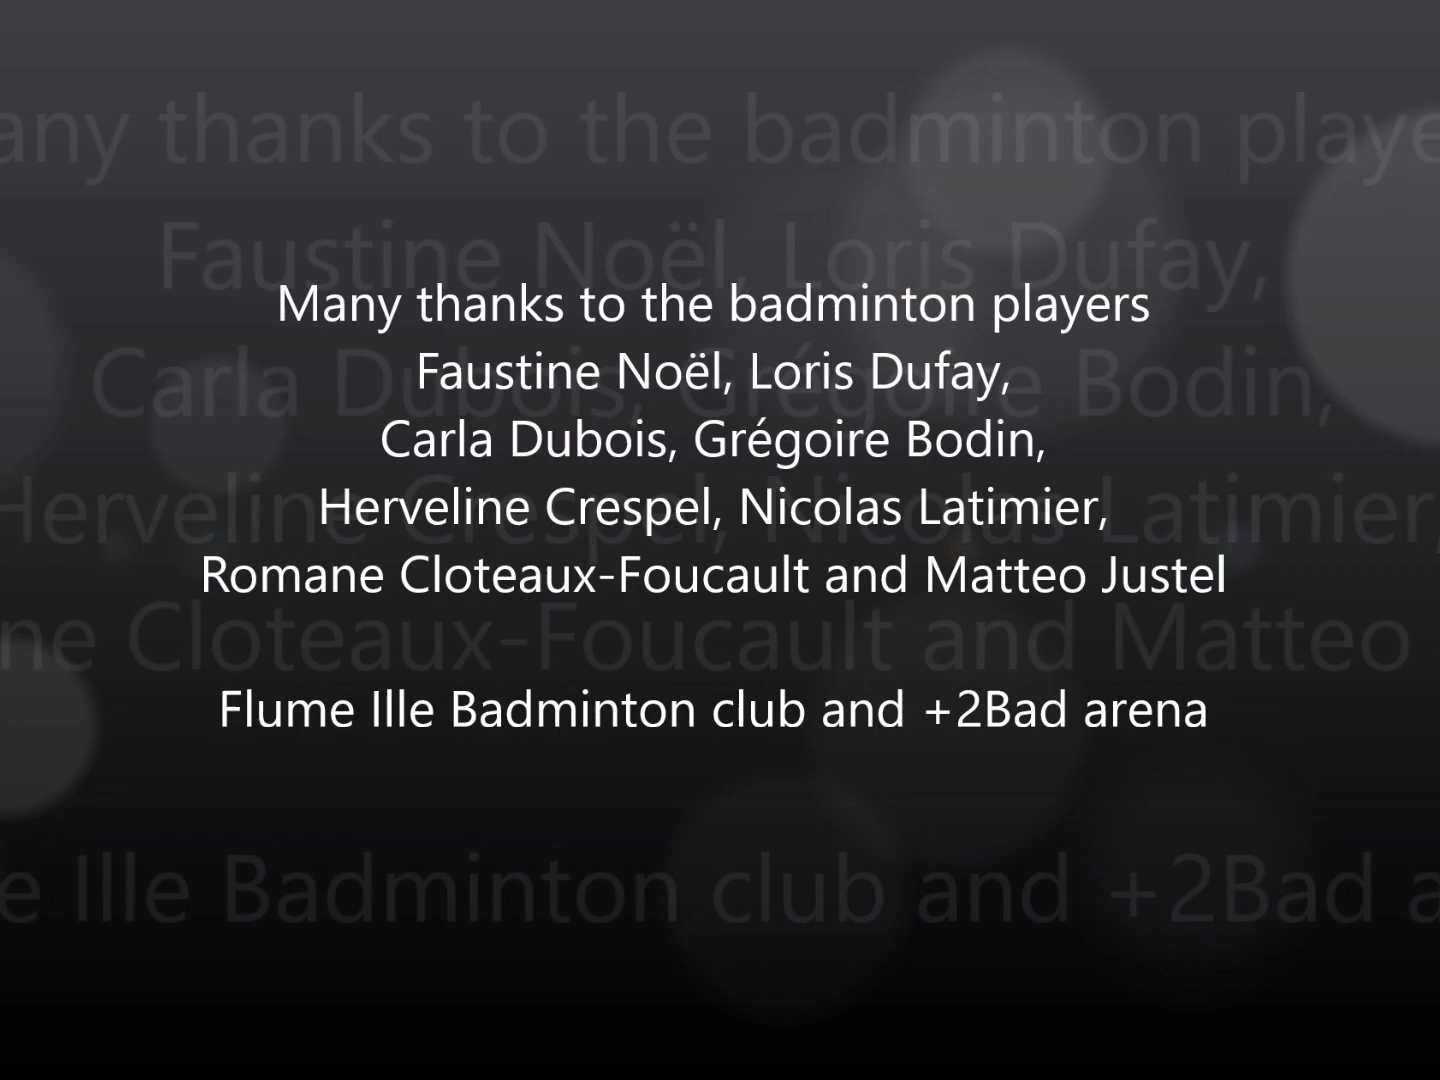 Many thanks to the badminton players
Faustine Noël, Loris Dufay,
Carla Dubois, Grégoire Bodin,
Herveline Crespel, Nicolas Latimier,
Romane Cloteaux-Foucault and Matteo Justel
Flume Ille Badminton club and +2Bad arena